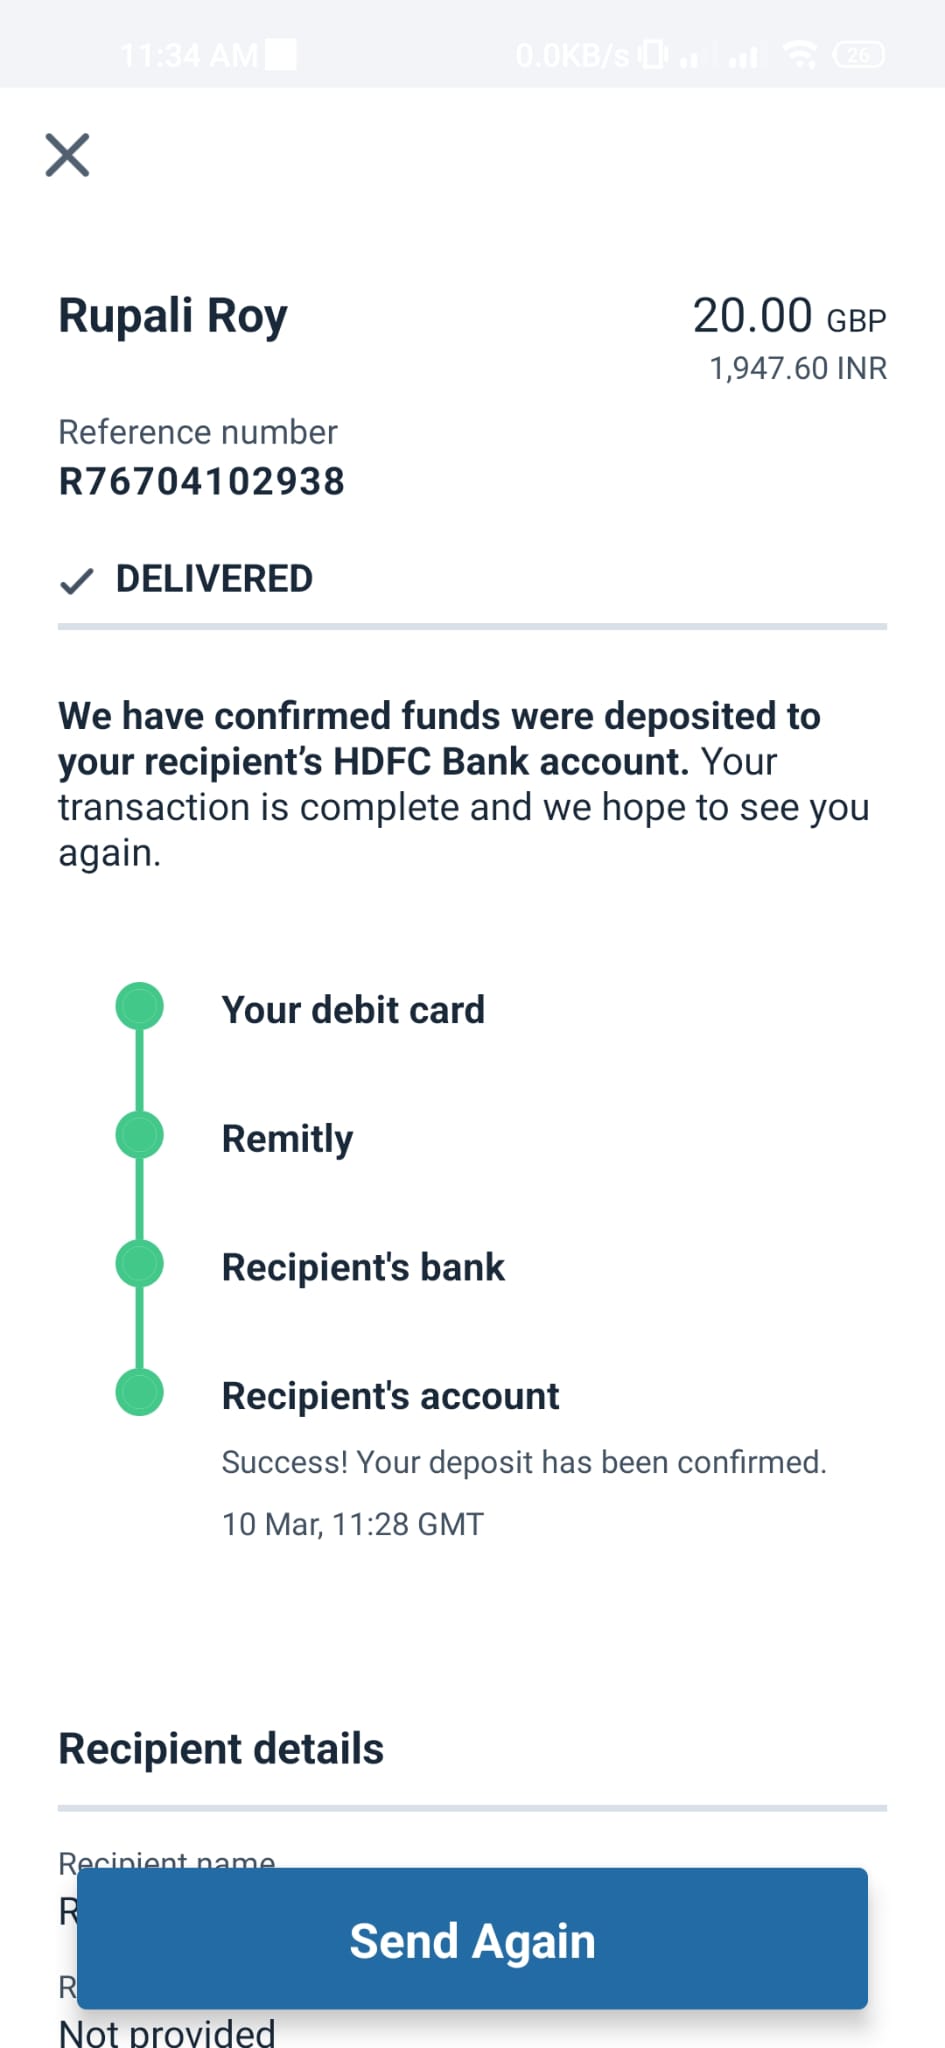 11:34 AM
0.0KB/s
26
Rupali Roy
20.00 GBP
1,947.60 INR
Reference number
R76704102938
DELIVERED
We have confirmed funds were deposited to
your recipient’s HDFC Bank account. Your
transaction is complete and we hope to see you
again.
Your debit card
Remitly
Recipient's bank
Recipient's account
Success! Your deposit has been confirmed.
10 Mar, 11:28 GMT
Recipient details
Recipient name
Send Again
Not provided